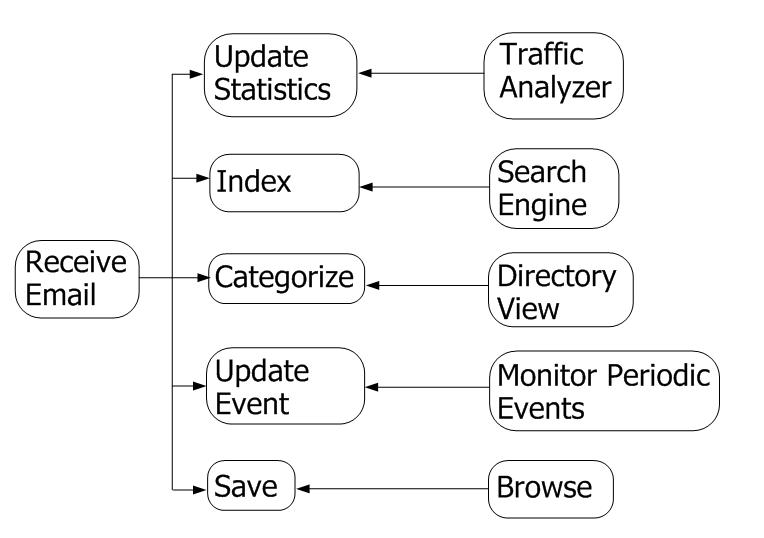 Update
Statistics
Traffic
Analyzer
Index
Search
Engine
Receive
Email
Categorize
Directory
View
Update
Event
Monitor Periodic
Events
Save
Browse